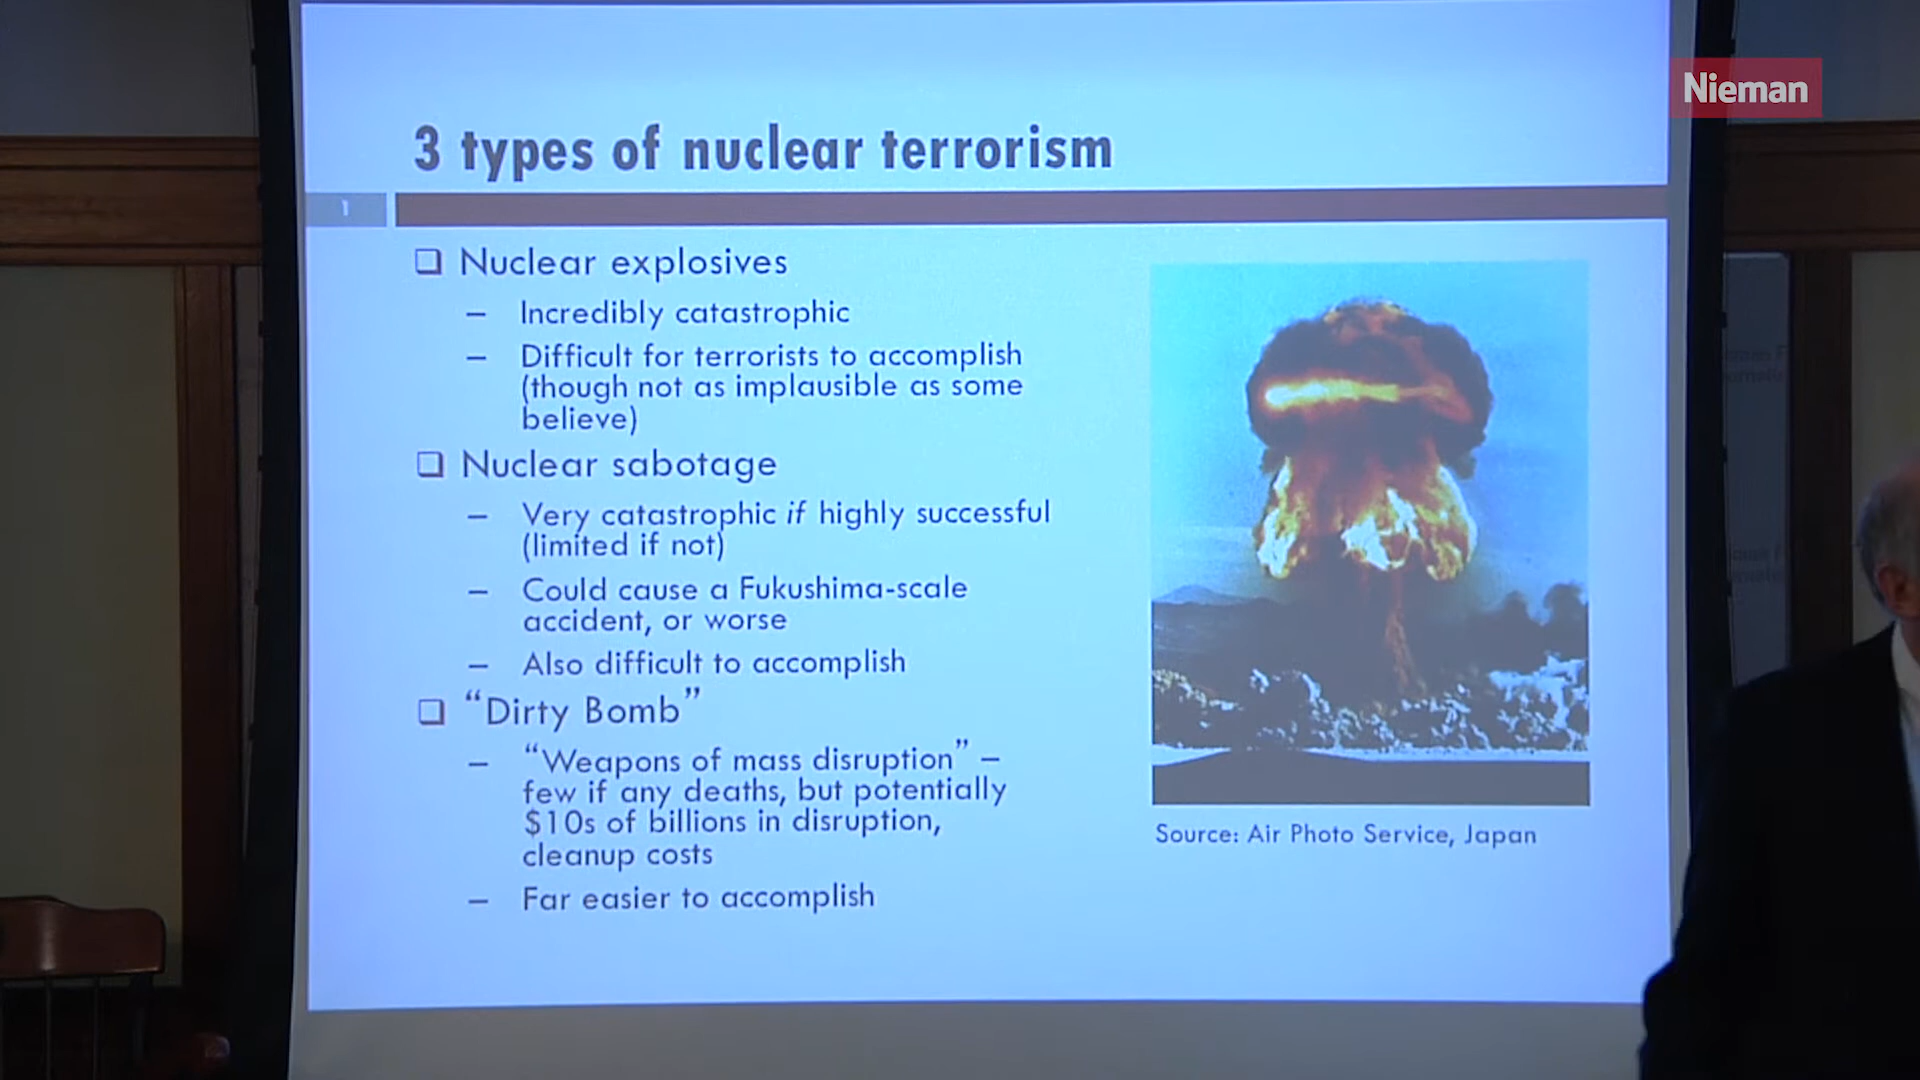 Nieman
3 types of nuclear terrorism
1
❑ Nuclear explosives
– Incredibly catastrophic
– Difficult for terrorists to accomplish
(though not as implausible as some
believe)
❑ Nuclear sabotage
– Very catastrophic if highly successful
(limited if not)
– Could cause a Fukushima-scale
accident, or worse
– Also difficult to accomplish
❑ “Dirty Bomb”
– “Weapons of mass disruption” –
few if any deaths, but potentially
$10s of billions in disruption,
cleanup costs
– Far easier to accomplish
Source: Air Photo Service, Japan